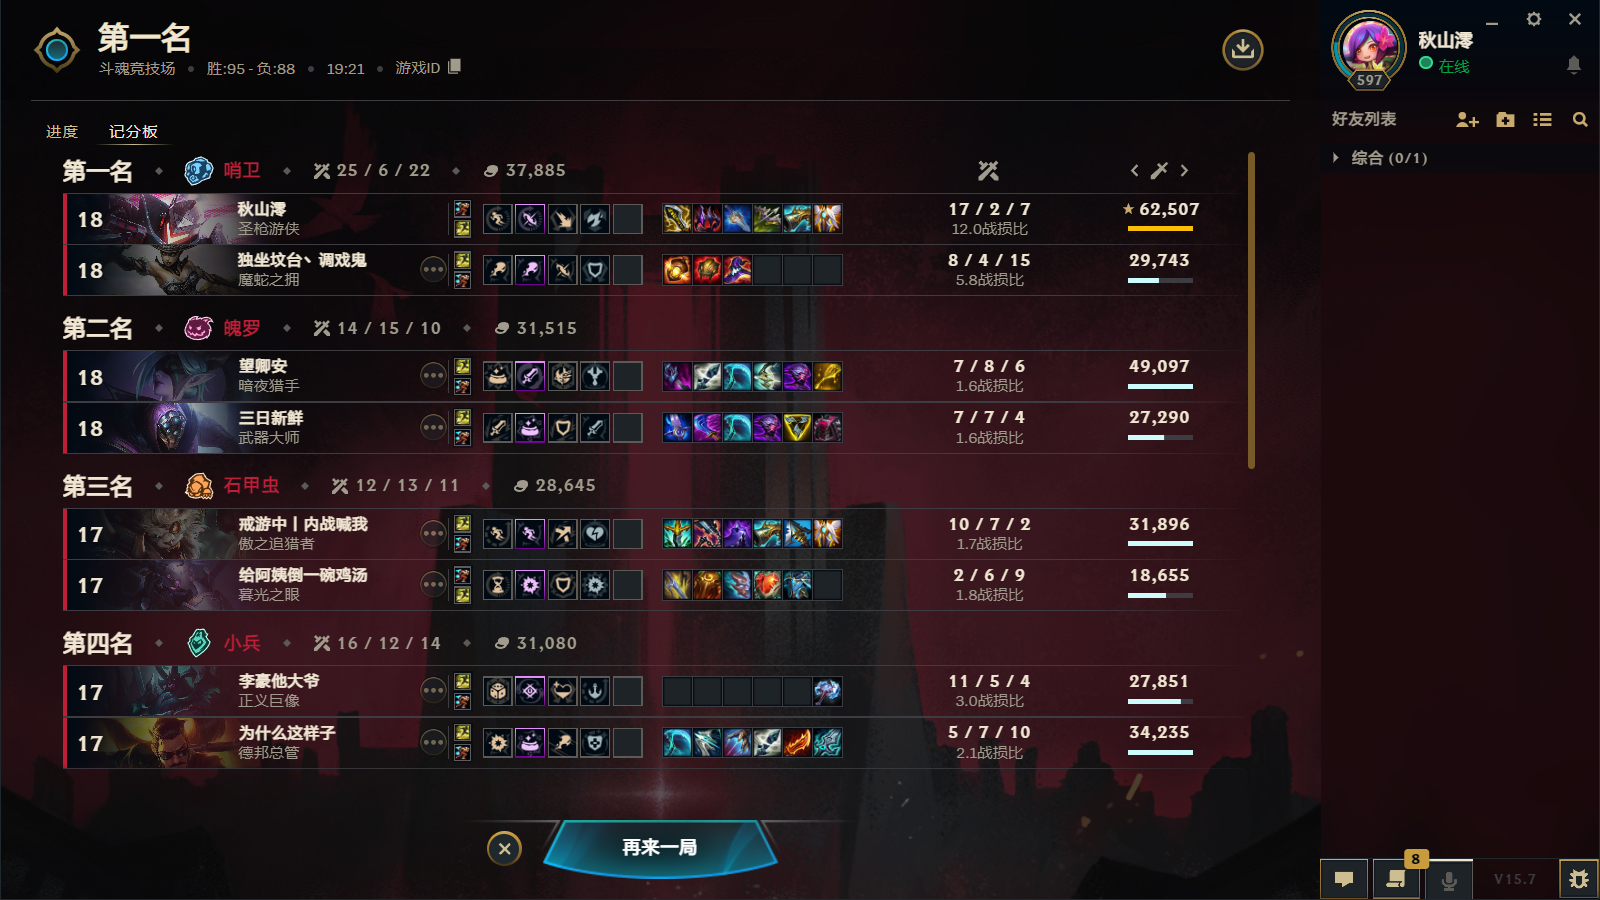 第一名
斗魂竞技场 • 胜:95 - 负:88 • 19:21 • 游戏ID
进度 记分板
第一名 哨卫 25 / 6 / 22 37,885
18 秋山澪 17 / 2 / 7 62,507
圣枪游侠 12.0战损比
18 独坐坟台丶调戏鬼 8 / 4 / 15 29,743
魔蛇之拥 5.8战损比
第二名 魄罗 14 / 15 / 10 31,515
18 望卿安 7 / 8 / 6 49,097
暗夜猎手 1.6战损比
18 三日新鲜 7 / 7 / 4 27,290
武器大师 1.6战损比
第三名 石甲虫 12 / 13 / 11 28,645
17 戒游中丨内战喊我 10 / 7 / 2 31,896
傲之追猎者 1.7战损比
17 给阿姨倒一碗鸡汤 2 / 6 / 9 18,655
暮光之眼 1.8战损比
第四名 小兵 16 / 12 / 14 31,080
17 李豪他大爷 11 / 5 / 4 27,851
正义巨像 3.0战损比
17 为什么这样子 5 / 7 / 10 34,235
德邦总管 2.1战损比
再来一局
秋山澪
在线
597
好友列表
综合 (0/1)
8
V15.7